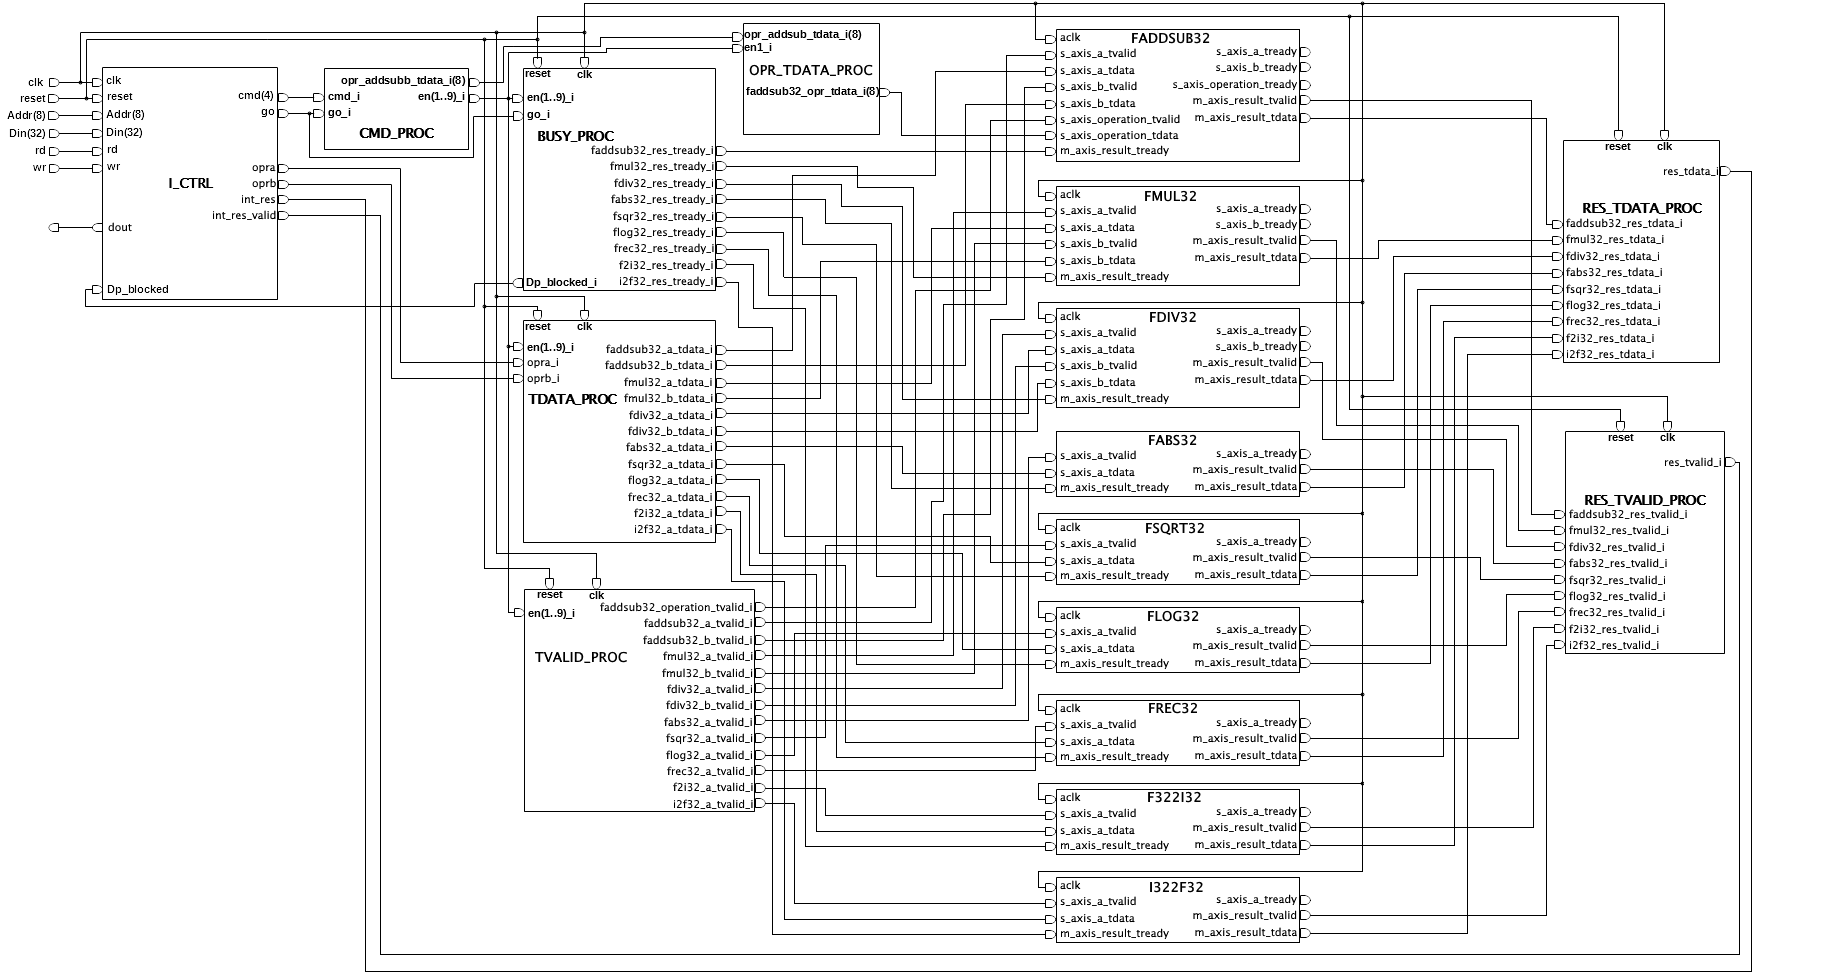 clk
reset
Addr(8)
Din(32)
rd
wr
clk
reset
Addr(8)
Din(32)
rd
wr
I_CTRL
dout
Dp_blocked
cmd(4)
go
opra
oprb
int_res
int_res_valid
opr_addsubb_tdata_i(8)
cmd_i
en(1..9)_i
go_i
CMD_PROC
reset
clk
en(1..9)_i
go_i
BUSY_PROC
faddsub32_res_tready_i
fmul32_res_tready_i
fdiv32_res_tready_i
fabs32_res_tready_i
fsqr32_res_tready_i
flog32_res_tready_i
frec32_res_tready_i
f2i32_res_tready_i
Dp_blocked_i
i2f32_res_tready_i
opr_addsub_tdata_i(8)
en1_i
OPR_TDATA_PROC
faddsub32_opr_tdata_i(8)
reset
clk
en(1..9)_i
opra_i
oprb_i
TDATA_PROC
faddsub32_a_tdata_i
faddsub32_b_tdata_i
fmul32_a_tdata_i
fmul32_b_tdata_i
fdiv32_a_tdata_i
fdiv32_b_tdata_i
fabs32_a_tdata_i
fsqr32_a_tdata_i
flog32_a_tdata_i
frec32_a_tdata_i
f2i32_a_tdata_i
i2f32_a_tdata_i
reset
clk
en(1..9)_i
TVALID_PROC
faddsub32_operation_tvalid_i
faddsub32_a_tvalid_i
faddsub32_b_tvalid_i
fmul32_a_tvalid_i
fmul32_b_tvalid_i
fdiv32_a_tvalid_i
fdiv32_b_tvalid_i
fabs32_a_tvalid_i
fsqr32_a_tvalid_i
flog32_a_tvalid_i
frec32_a_tvalid_i
f2i32_a_tvalid_i
i2f32_a_tvalid_i
FADDSUB32
aclk
s_axis_a_tvalid
s_axis_a_tdata
s_axis_b_tvalid
s_axis_b_tdata
s_axis_operation_tvalid
s_axis_operation_tdata
m_axis_result_tready
s_axis_a_tready
s_axis_b_tready
s_axis_operation_tready
m_axis_result_tvalid
m_axis_result_tdata
FMUL32
aclk
s_axis_a_tvalid
s_axis_a_tdata
s_axis_b_tvalid
s_axis_b_tdata
m_axis_result_tready
s_axis_a_tready
s_axis_b_tready
m_axis_result_tvalid
m_axis_result_tdata
FDIV32
aclk
s_axis_a_tvalid
s_axis_a_tdata
s_axis_b_tvalid
s_axis_b_tdata
m_axis_result_tready
s_axis_a_tready
s_axis_b_tready
m_axis_result_tvalid
m_axis_result_tdata
FABS32
s_axis_a_tvalid
s_axis_a_tdata
m_axis_result_tready
s_axis_a_tready
m_axis_result_tvalid
m_axis_result_tdata
FSQRT32
aclk
s_axis_a_tvalid
s_axis_a_tdata
m_axis_result_tready
s_axis_a_tready
m_axis_result_tvalid
m_axis_result_tdata
FLOG32
aclk
s_axis_a_tvalid
s_axis_a_tdata
m_axis_result_tready
s_axis_a_tready
m_axis_result_tvalid
m_axis_result_tdata
FREC32
aclk
s_axis_a_tvalid
s_axis_a_tdata
m_axis_result_tready
s_axis_a_tready
m_axis_result_tvalid
m_axis_result_tdata
F322I32
aclk
s_axis_a_tvalid
s_axis_a_tdata
m_axis_result_tready
s_axis_a_tready
m_axis_result_tvalid
m_axis_result_tdata
I322F32
aclk
s_axis_a_tvalid
s_axis_a_tdata
m_axis_result_tready
s_axis_a_tready
m_axis_result_tvalid
m_axis_result_tdata
reset
clk
res_tdata_i
RES_TDATA_PROC
faddsub32_res_tdata_i
fmul32_res_tdata_i
fdiv32_res_tdata_i
fabs32_res_tdata_i
fsqr32_res_tdata_i
flog32_res_tdata_i
frec32_res_tdata_i
f2i32_res_tdata_i
i2f32_res_tdata_i
reset
clk
res_tvalid_i
RES_TVALID_PROC
faddsub32_res_tvalid_i
fmul32_res_tvalid_i
fdiv32_res_tvalid_i
fabs32_res_tvalid_i
fsqr32_res_tvalid_i
flog32_res_tvalid_i
frec32_res_tvalid_i
f2i32_res_tvalid_i
i2f32_res_tvalid_i